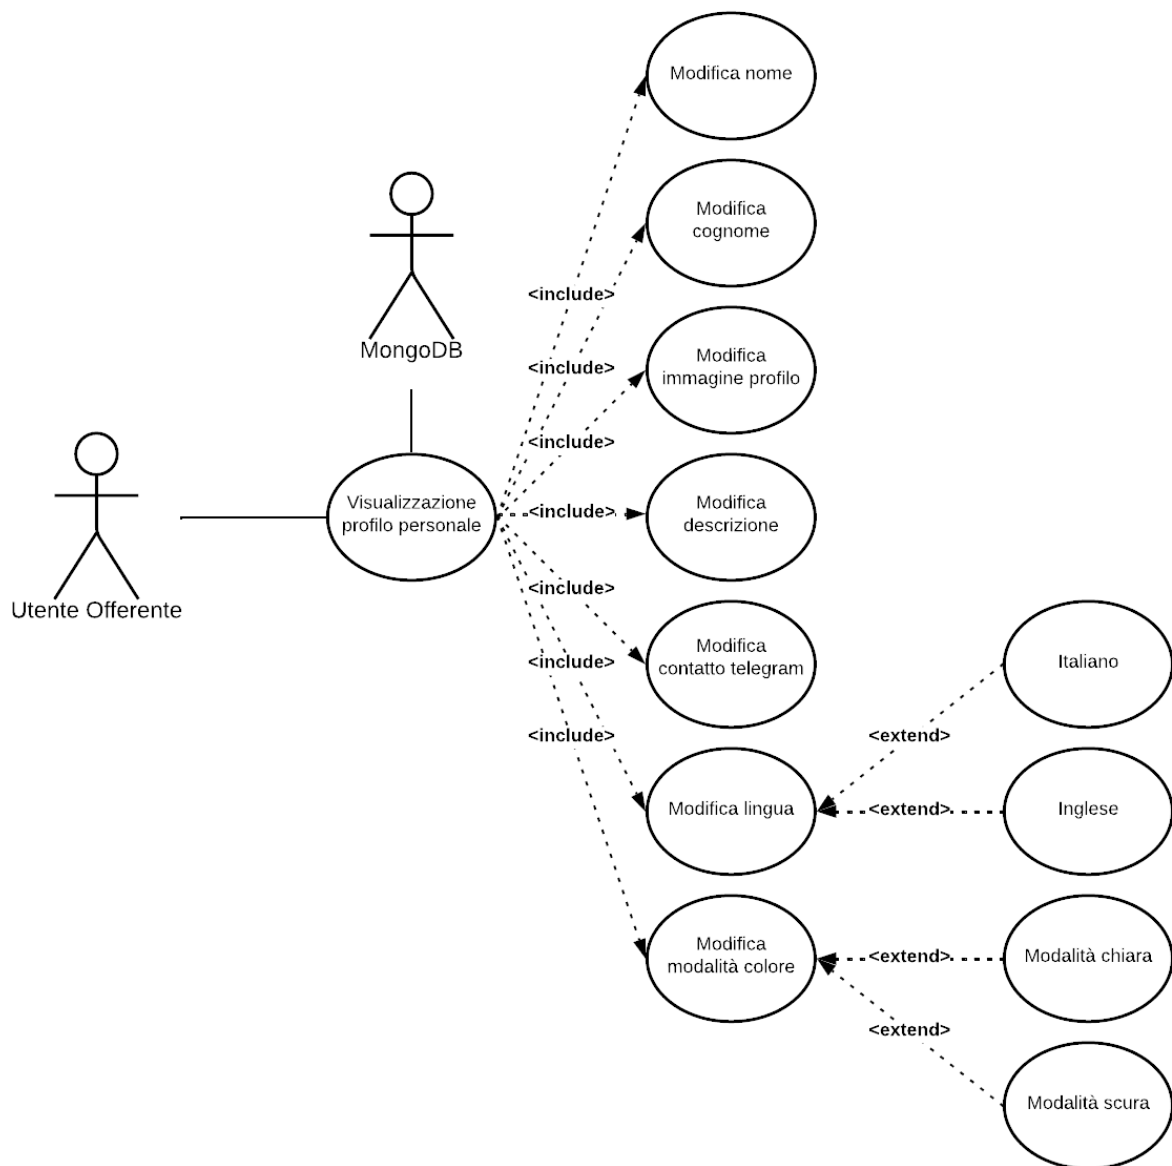 Modifica nome
Modifica
cognome
<include>
MongoDB
<include>
Modifica
immagine profilo
<include>
Visualizzazione
profilo personale
<include>
Modifica
descrizione
Utente Offerente
<include>
Modifica
contatto telegram
<include>
Italiano
<include>
<extend>
Modifica lingua
<extend>
Inglese
Modifica
modalità colore
<extend>
Modalità chiara
<extend>
Modalità scura